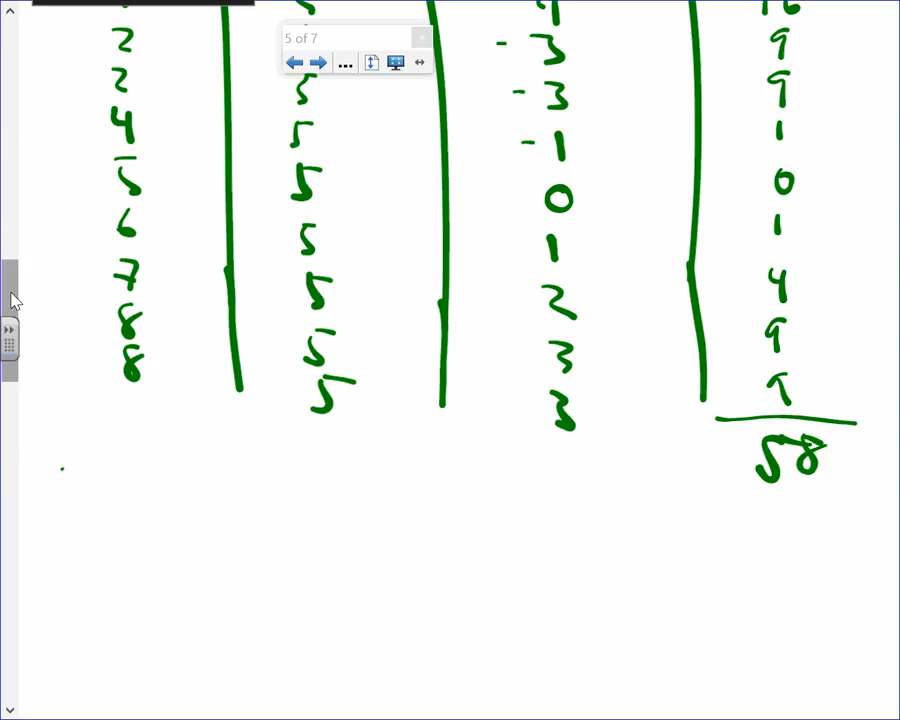 5 of 7
2 - 3 9
2 5 - 3 9
4 5 - 1 1
5 5 0 0
6 5 1 1
7 5 2 4
8 5 3 9
8 5 3 9
58